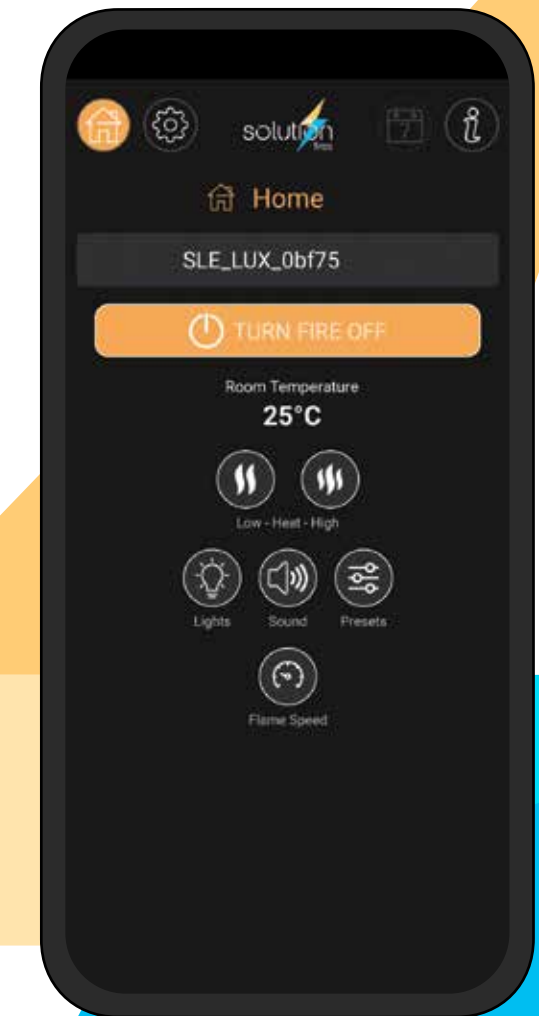 solution
fires
Home
SLE_LUX_0bf75
TURN FIRE OFF
Room Temperature
25°C
Low - Heat - High
Lights Sound Presets
Flame Speed